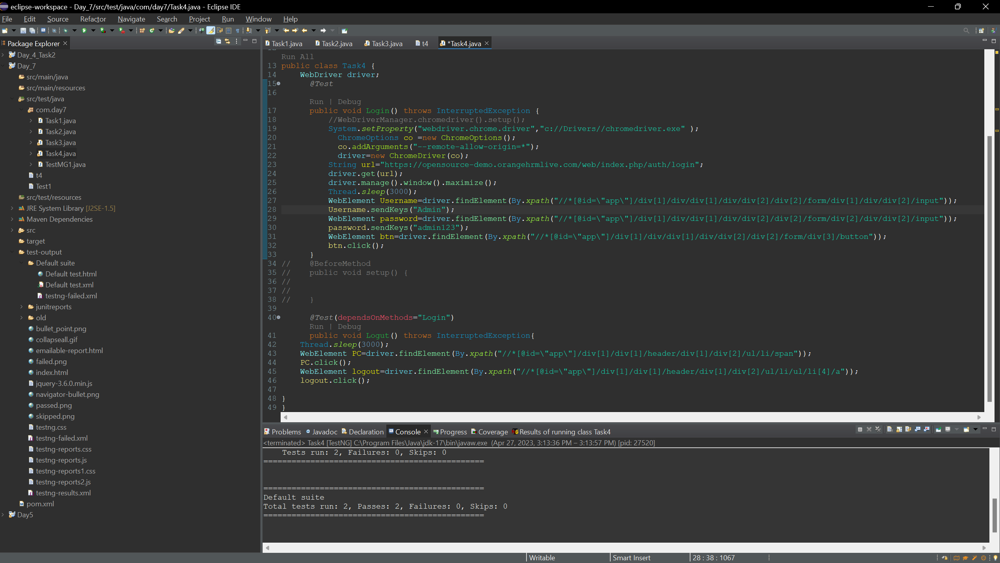 eclipse-workspace - Day_7/src/test/java/com/day7/Task4.java - Eclipse IDE
File Edit Source Refactor Navigate Search Project Run Window Help
Package Explorer
Day_4_Task2
Day_7
src/main/java
src/main/resources
src/test/java
com.day7
Task1.java
Task2.java
Task3.java
Task4.java
TestMG1.java
t4
Test1
src/test/resources
JRE System Library [J2SE-1.5]
Maven Dependencies
src
target
test-output
Default suite
Default test.html
Default test.xml
testng-failed.xml
junitreports
old
bullet_point.png
collapseall.gif
emailable-report.html
failed.png
index.html
jquery-3.6.0.min.js
navigator-bullet.png
passed.png
skipped.png
testng.css
testng-failed.xml
testng-reports.css
testng-reports.js
testng-reports1.css
testng-reports2.js
testng-results.xml
pom.xml
Day5
Task1.java Task2.java Task3.java t4 *Task4.java
Run All
13 public class Task4 {
14 WebDriver driver;
15 @Test
16
Run | Debug
17 public void Login() throws InterruptedException {
18 //WebDriverManager.chromedriver().setup();
19 System.setProperty("webdriver.chrome.driver","c://Drivers//chromedriver.exe" );
20 ChromeOptions co =new ChromeOptions();
21 co.addArguments("--remote-allow-origin=*");
22 driver=new ChromeDriver(co);
23 String url="https://opensource-demo.orangehrmlive.com/web/index.php/auth/login";
24 driver.get(url);
25 driver.manage().window().maximize();
26 Thread.sleep(3000);
27 WebElement Username=driver.findElement(By.xpath("//*[@id=\"app\"]/div[1]/div/div[1]/div/div[2]/div[2]/form/div[1]/div/div[2]/input"));
28 Username.sendKeys("Admin");
29 WebElement password=driver.findElement(By.xpath("//*[@id=\"app\"]/div[1]/div/div[1]/div/div[2]/div[2]/form/div[2]/div/div[2]/input"));
30 password.sendKeys("admin123");
31 WebElement btn=driver.findElement(By.xpath("//*[@id=\"app\"]/div[1]/div/div[1]/div/div[2]/div[2]/form/div[3]/button"));
32 btn.click();
33 }
34 // @BeforeMethod
35 // public void setup() {
36 //
37 //
38 // }
39
40 @Test(dependsOnMethods="Login")
Run | Debug
41 public void Logut() throws InterruptedException{
42 Thread.sleep(3000);
43 WebElement PC=driver.findElement(By.xpath("//*[@id=\"app\"]/div[1]/div[1]/header/div[1]/div[2]/ul/li/span"));
44 PC.click();
45 WebElement logout=driver.findElement(By.xpath("//*[@id=\"app\"]/div[1]/div[1]/header/div[1]/div[2]/ul/li/ul/li[4]/a"));
46 logout.click();
47
48 }
49 }
Problems Javadoc Declaration Console Progress Coverage Results of running class Task4
<terminated> Task4 [TestNG] C:\Program Files\Java\jdk-17\bin\javaw.exe (Apr 27, 2023, 3:13:36 PM – 3:13:57 PM) [pid: 27520]
Tests run: 2, Failures: 0, Skips: 0
===============================================
===============================================
Default suite
Total tests run: 2, Passes: 2, Failures: 0, Skips: 0
===============================================
Writable Smart Insert 28 : 38 : 1067